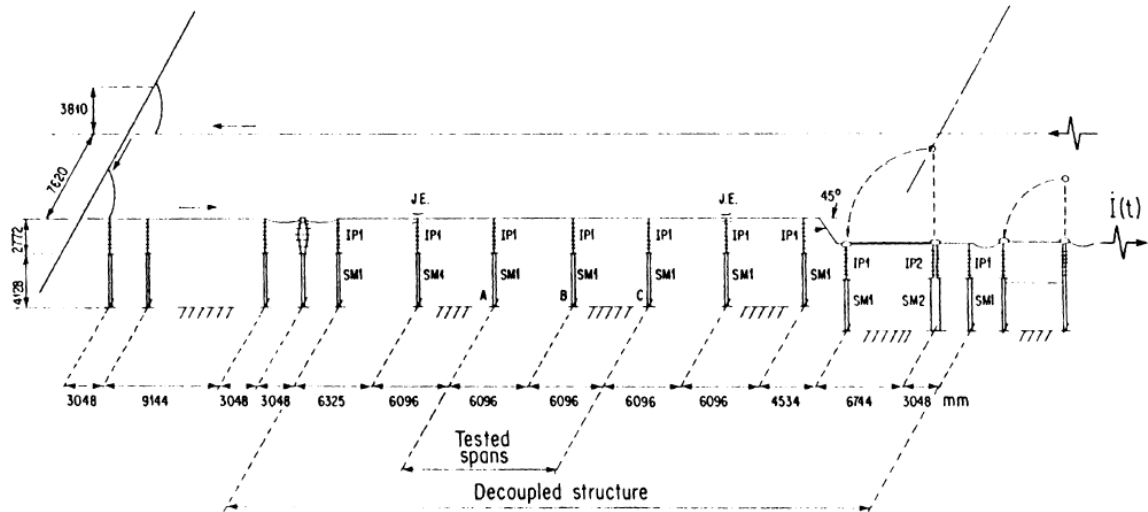 3810
7620
2772
4128
J.E.
J.E.
45°
i(t)
IP1
IP1
IP1
IP1
IP1
IP1
IP1
IP1
IP2
IP1
SM1
SM1
SM1
SM1
SM1
SM1
SM1
SM1
SM2
SM1
A
B
C
3048
9144
3048
3048
6325
6096
6096
6096
6096
6096
4534
6744
3048
mm
Tested
spans
Decoupled structure